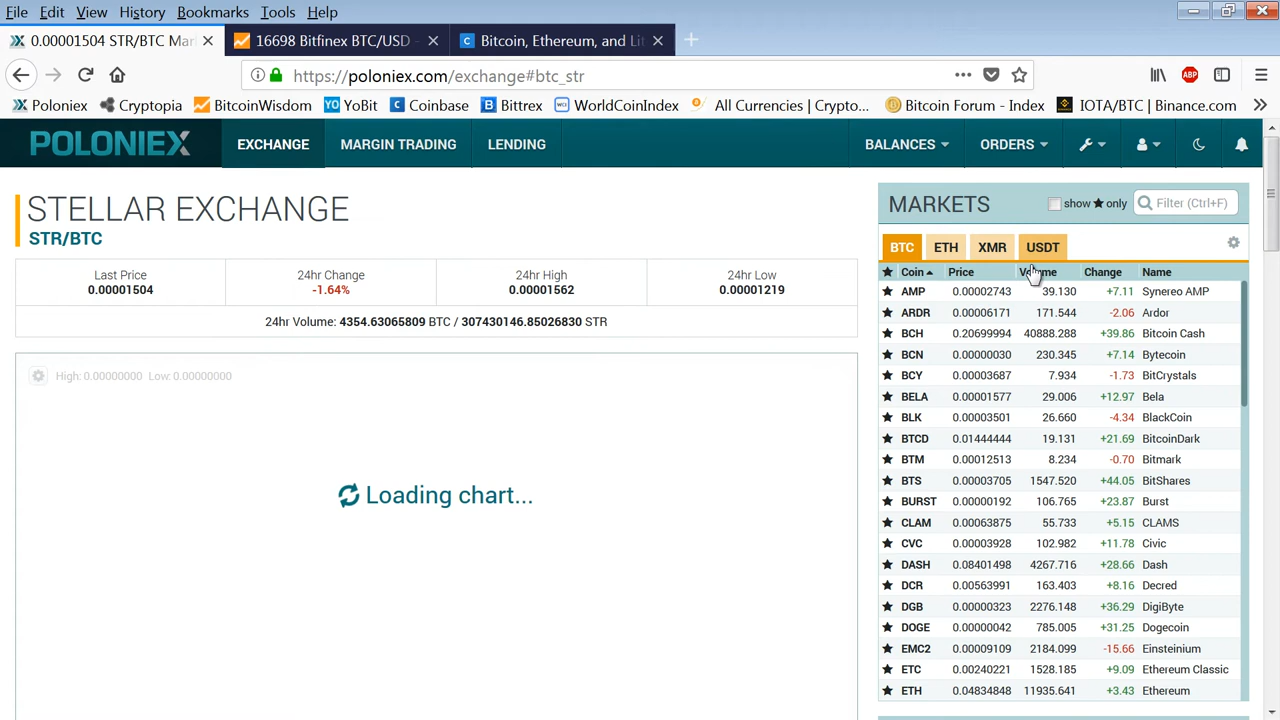 File Edit View History Bookmarks Tools Help
0.00001504 STR/BTC Mar
16698 Bitfinex BTC/USD -
Bitcoin, Ethereum, and Lit
https://poloniex.com/exchange#btc_str
ABP
Poloniex Cryptopia BitcoinWisdom YoBit Coinbase Bittrex WorldCoinIndex All Currencies | Crypto... Bitcoin Forum - Index IOTA/BTC | Binance.com
POLONIEX EXCHANGE MARGIN TRADING LENDING BALANCES ORDERS
STELLAR EXCHANGE
STR/BTC
Last Price 24hr Change 24hr High 24hr Low
0.00001504 -1.64% 0.00001562 0.00001219
24hr Volume: 4354.63065809 BTC / 307430146.85026830 STR
High: 0.00000000 Low: 0.00000000
Loading chart...
MARKETS show ★ only Filter (Ctrl+F)
BTC ETH XMR USDT
★ Coin Price Change Name
★ AMP 0.00002743 39.130 +7.11 Synereo AMP
★ ARDR 0.00006171 171.544 -2.06 Ardor
★ BCH 0.20699994 40888.288 +39.86 Bitcoin Cash
★ BCN 0.00000030 230.345 +7.14 Bytecoin
★ BCY 0.00003687 7.934 -1.73 BitCrystals
★ BELA 0.00001577 29.006 +12.97 Bela
★ BLK 0.00003501 26.660 -4.34 BlackCoin
★ BTCD 0.01444444 19.131 +21.69 BitcoinDark
★ BTM 0.00012513 8.234 -0.70 Bitmark
★ BTS 0.00003705 1547.520 +44.05 BitShares
★ BURST 0.00000192 106.765 +23.87 Burst
★ CLAM 0.00063875 55.733 +5.15 CLAMS
★ CVC 0.00003928 102.982 +11.78 Civic
★ DASH 0.08401498 4267.716 +28.66 Dash
★ DCR 0.00563991 163.403 +8.16 Decred
★ DGB 0.00000323 2276.148 +36.29 DigiByte
★ DOGE 0.00000042 785.005 +31.25 Dogecoin
★ EMC2 0.00009109 2184.099 -15.66 Einsteinium
★ ETC 0.00240221 1528.185 +9.09 Ethereum Classic
★ ETH 0.04834848 11935.641 +3.43 Ethereum